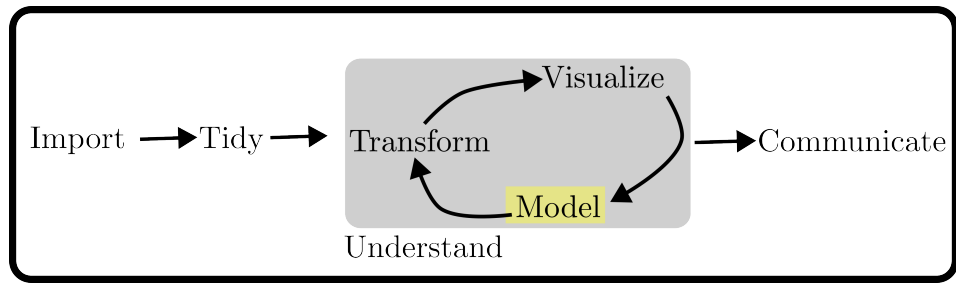 Import
Tidy
Transform
Visualize
Model
Understand
Communicate